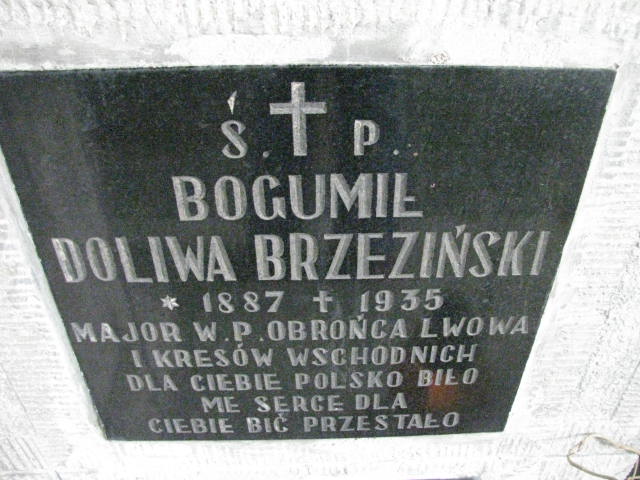 Ś. † P.
BOGUMIŁ
DOLIWA BRZEZIŃSKI
* 1887 † 1935
MAJOR W.P. OBROŃCA LWOWA
I KRESÓW WSCHODNICH
DLA CIEBIE POLSKO BIŁO
ME SERCE DLA
CIEBIE BIĆ PRZESTAŁO